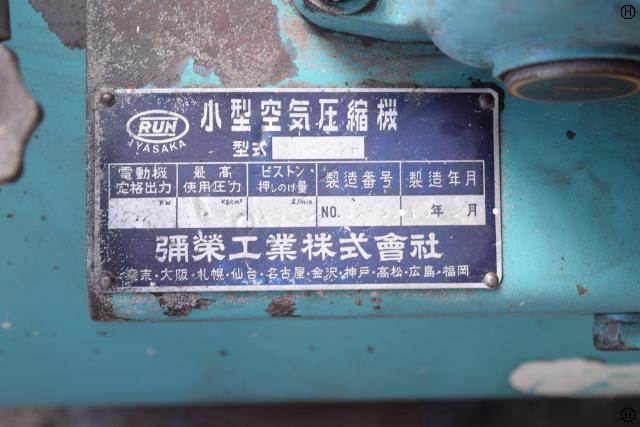 RUN
IYASAKA
小型空気圧縮機
型式
電動機 最高 ピストン 製造番号 製造年月
定格出力 使用圧力 押しのけ量
KW kg/cm² ℓ/min NO. 年 月
彌榮工業株式會社
東京・大阪・札幌・仙台・名古屋・金沢・神戸・高松・広島・福岡